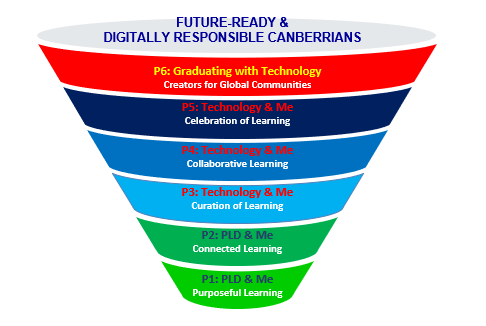 FUTURE-READY &
DIGITALLY RESPONSIBLE CANBERRIANS
P6: Graduating with Technology
Creators for Global Communities
P5: Technology & Me
Celebration of Learning
P4: Technology & Me
Collaborative Learning
P3: Technology & Me
Curation of Learning
P2: PLD & Me
Connected Learning
P1: PLD & Me
Purposeful Learning